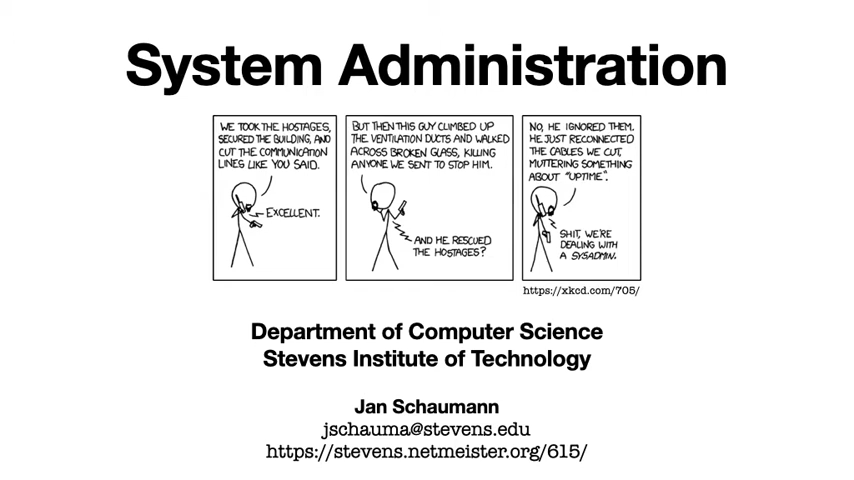 System Administration
WE TOOK THE HOSTAGES,
SECURED THE BUILDING, AND
CUT THE COMMUNICATION
LINES LIKE YOU SAID.
EXCELLENT.
BUT THEN THIS GUY CLIMBED UP
THE VENTILATION DUCTS AND WALKED
ACROSS BROKEN GLASS, KILLING
ANYONE WE SENT TO STOP HIM.
AND HE RESCUED
THE HOSTAGES?
NO, HE IGNORED THEM.
HE JUST RECONNECTED
THE CABLES WE CUT,
MUTTERING SOMETHING
ABOUT "UPTIME".
SHIT, WE'RE
DEALING WITH
A SYSADMIN.
https://xkcd.com/705/
Department of Computer Science
Stevens Institute of Technology
Jan Schaumann
jschauma@stevens.edu
https://stevens.netmeister.org/615/